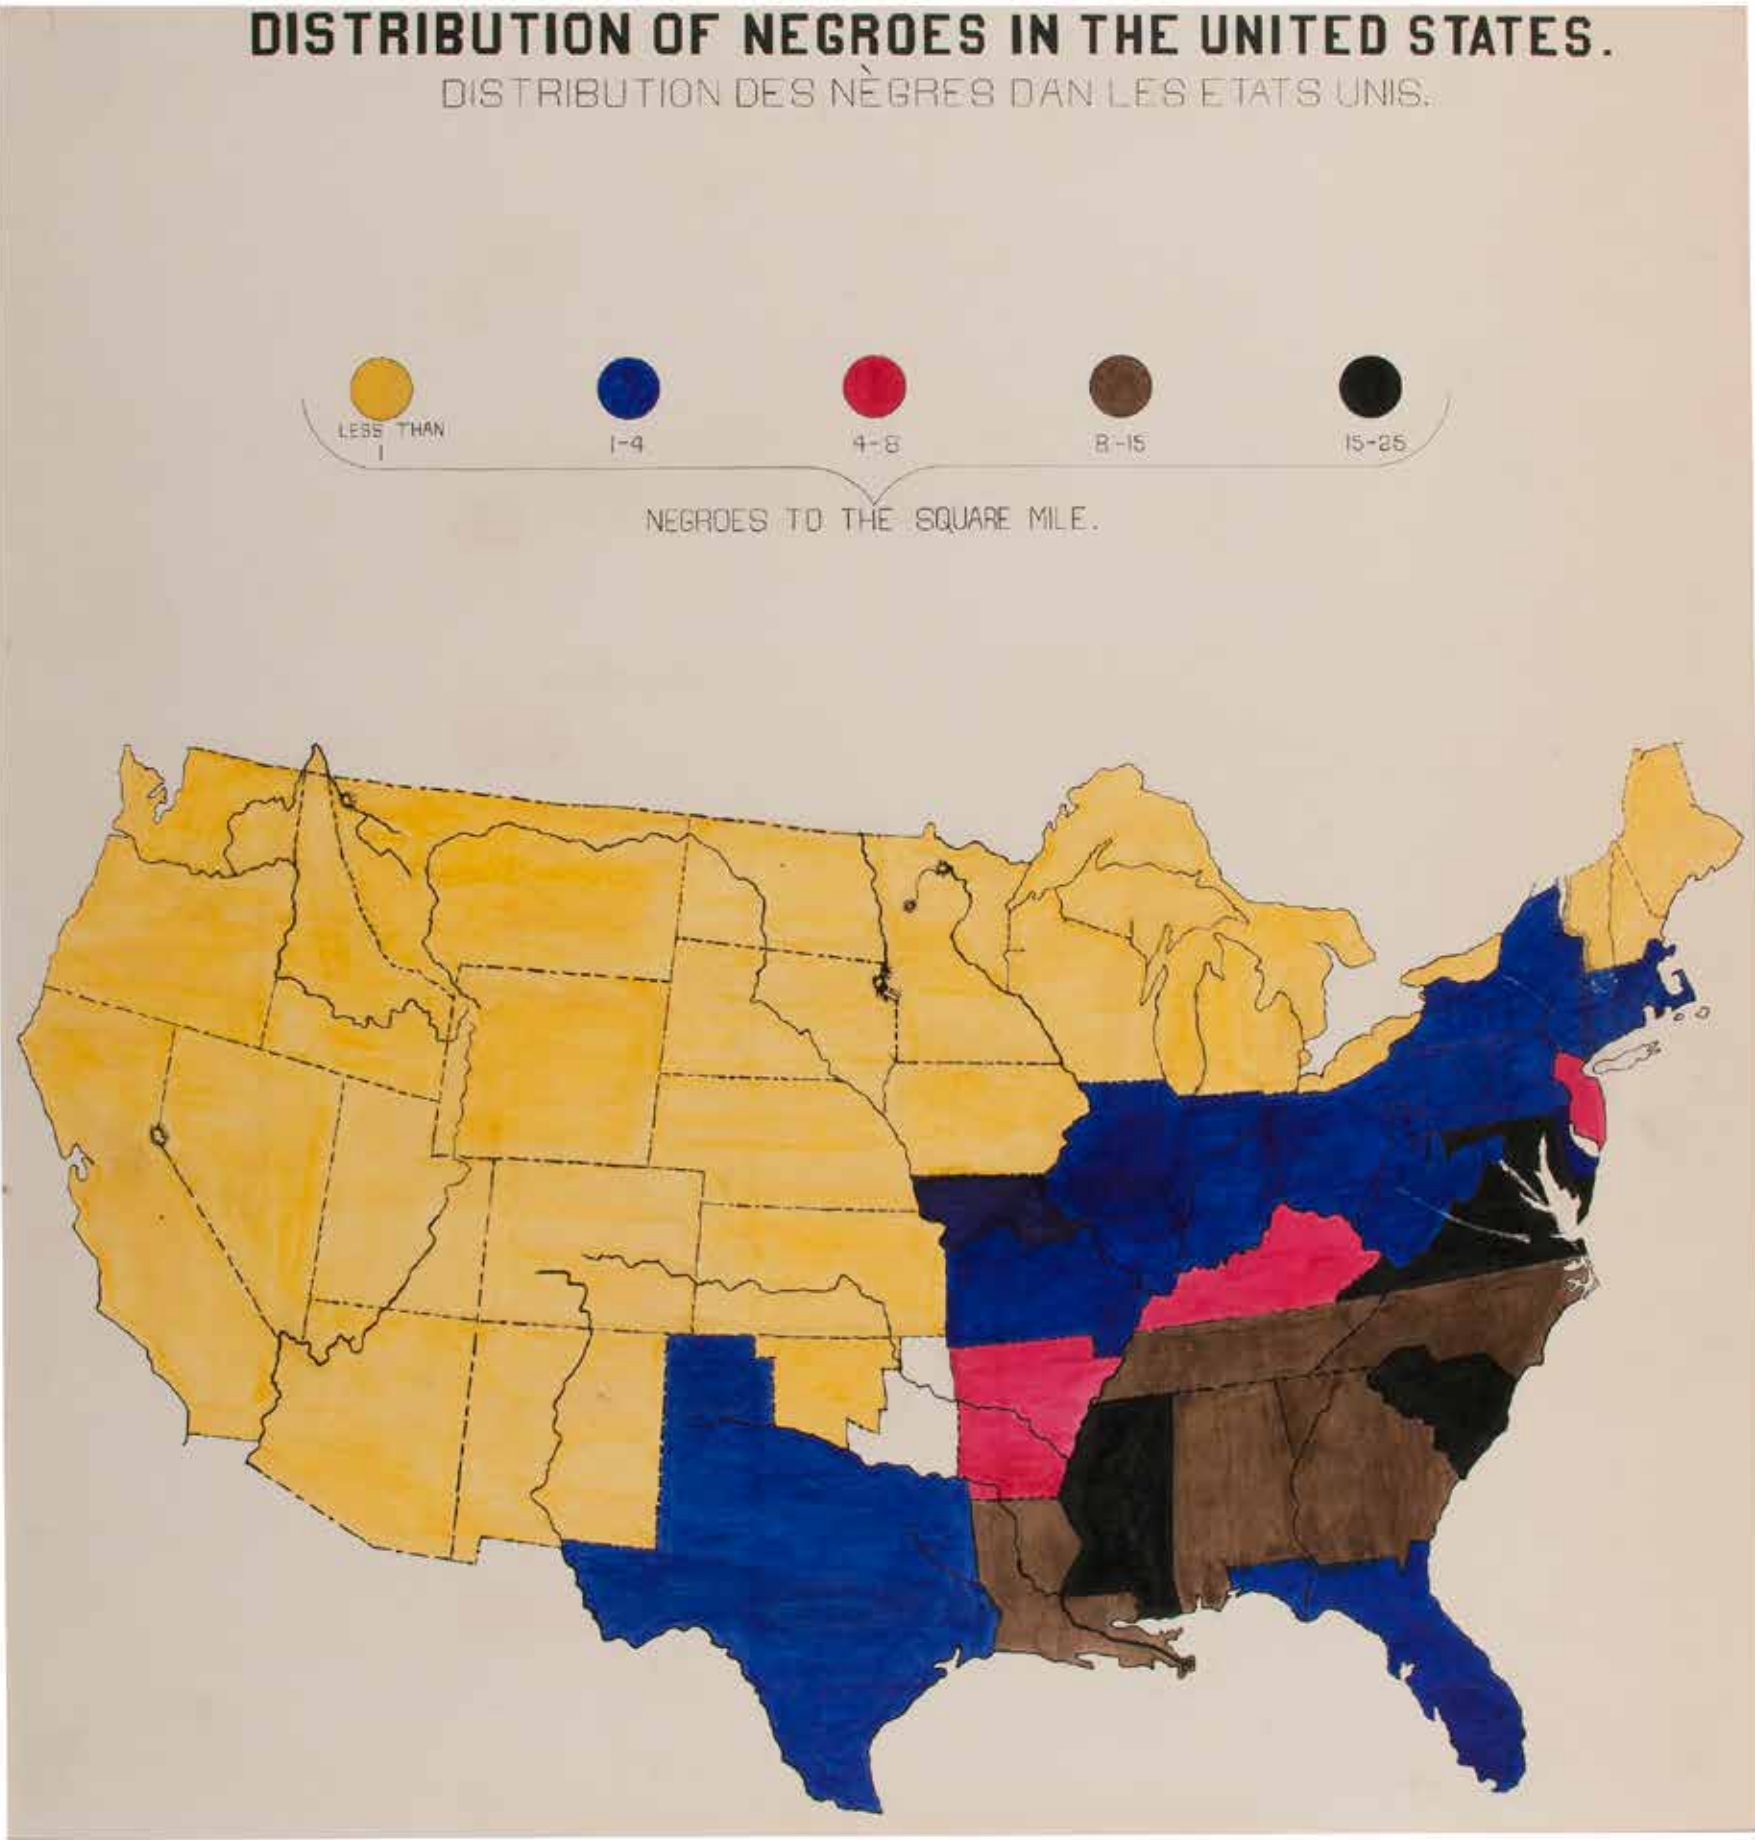 DISTRIBUTION OF NEGROES IN THE UNITED STATES.
DISTRIBUTION DES NÈGRES DAN LES ETATS UNIS.
LESS THAN
1
1-4
4-8
8-15
15-25
NEGROES TO THE SQUARE MILE.